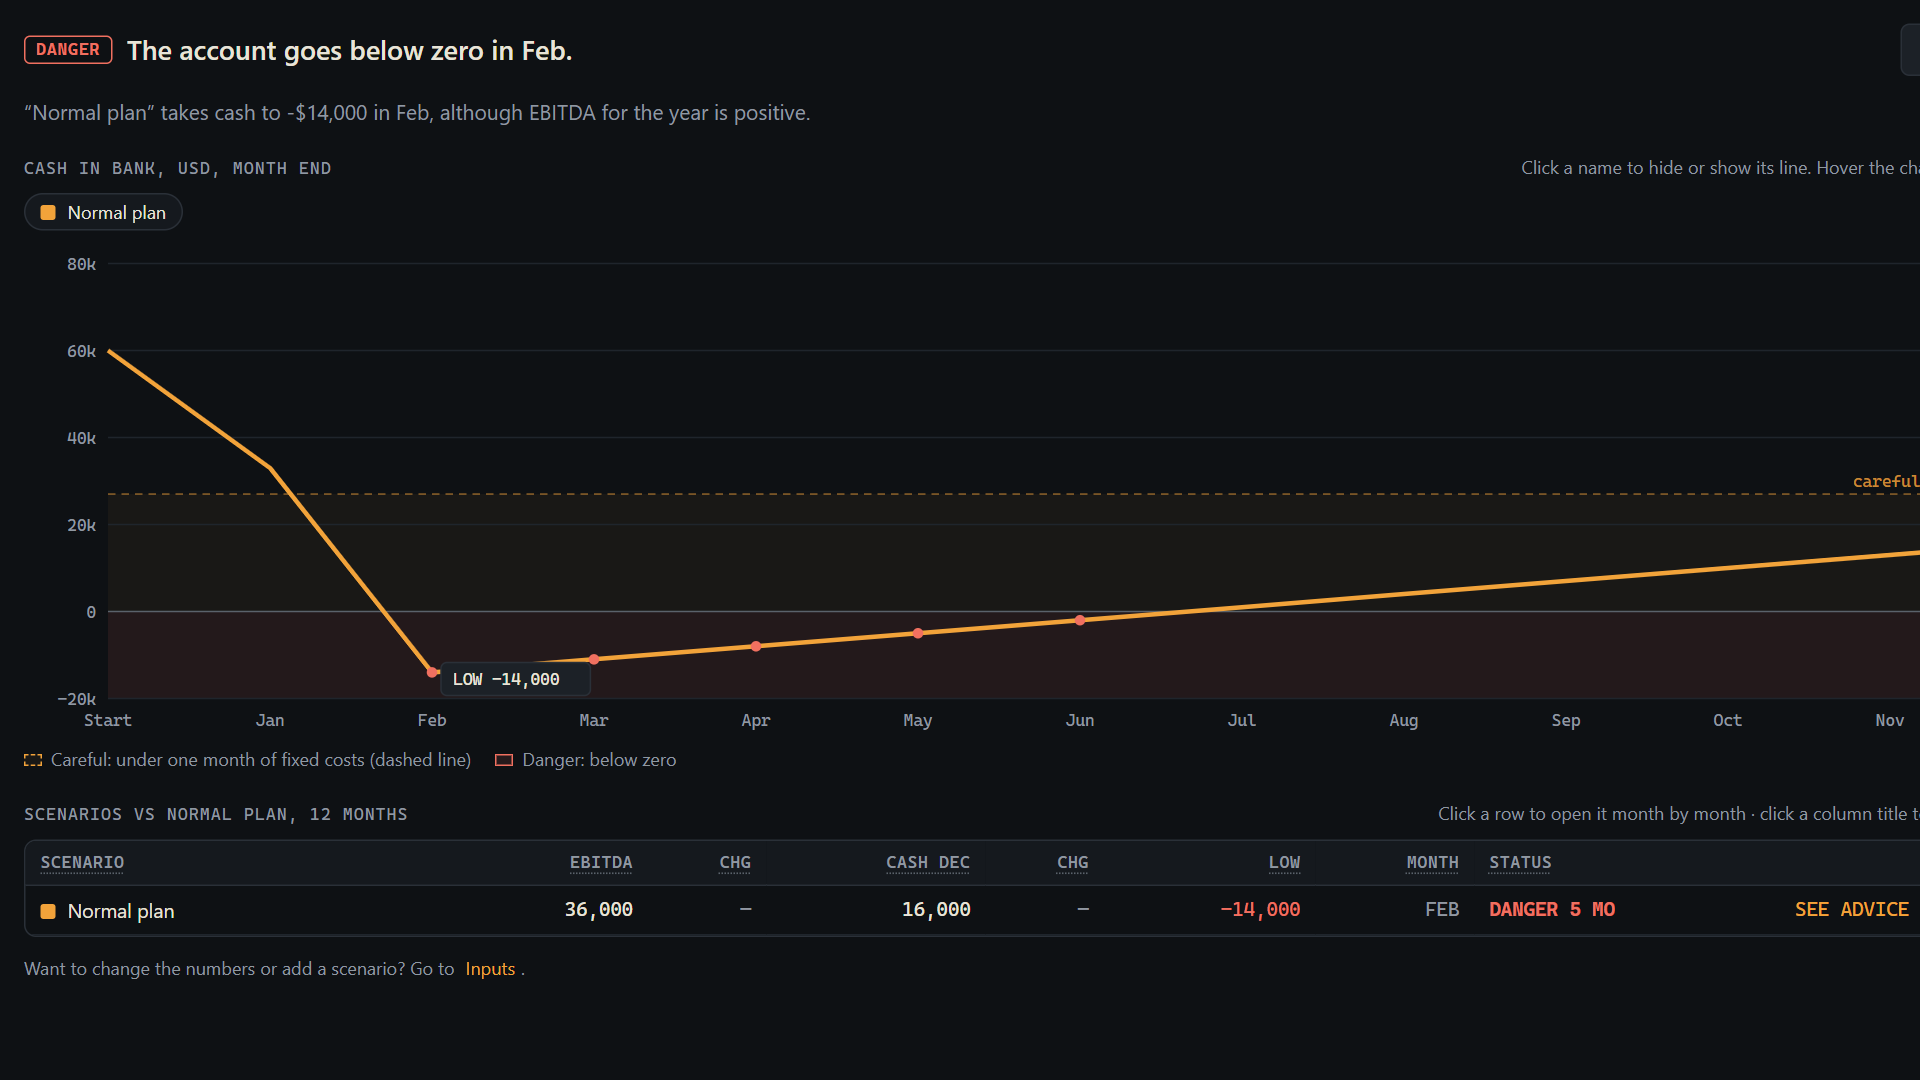 DANGER The account goes below zero in Feb.
“Normal plan” takes cash to -$14,000 in Feb, although EBITDA for the year is positive.
CASH IN BANK, USD, MONTH END Click a name to hide or show its line. Hover the
Normal plan
80k
60k
40k
careful
20k
0
LOW −14,000
−20k
Start Jan Feb Mar Apr May Jun Jul Aug Sep Oct Nov
Careful: under one month of fixed costs (dashed line) Danger: below zero
SCENARIOS VS NORMAL PLAN, 12 MONTHS Click a row to open it month by month · click a column title
SCENARIO EBITDA CHG CASH DEC CHG LOW MONTH STATUS
Normal plan 36,000 — 16,000 — −14,000 FEB DANGER 5 MO SEE ADVICE
Want to change the numbers or add a scenario? Go to Inputs .